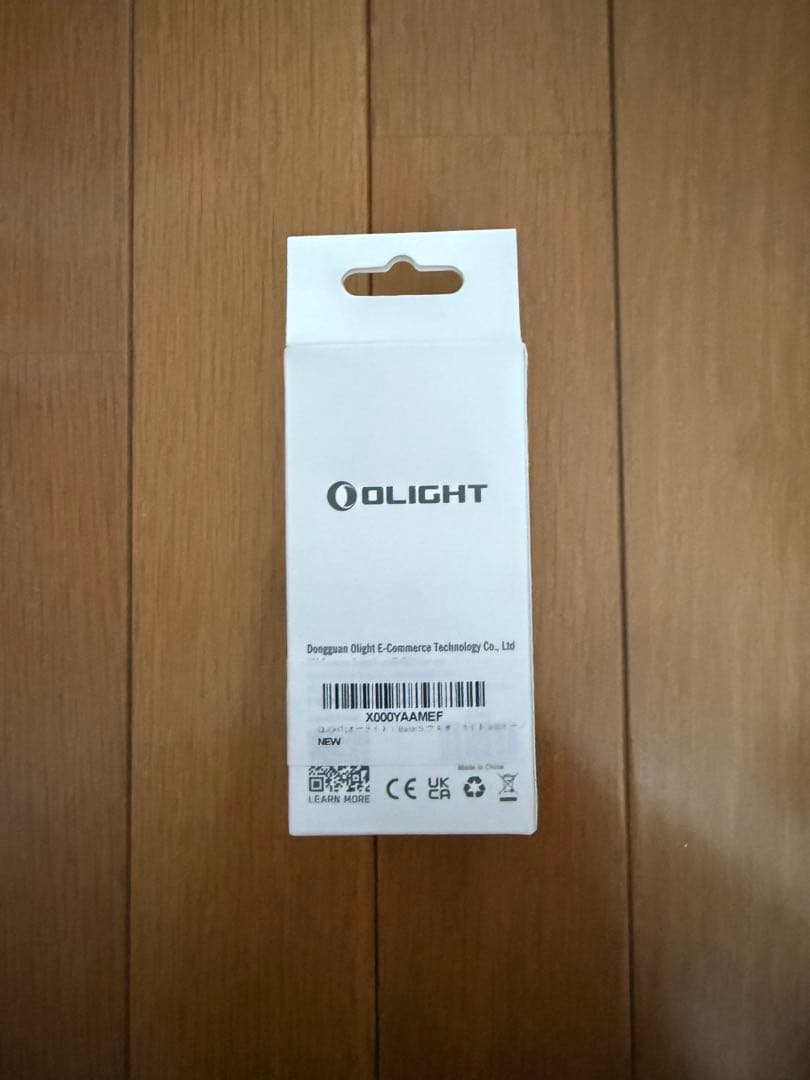 OLIGHT
Dongguan Olight E-Commerce Technology Co., Ltd
X000YAAMEF
NEW
Made in China
LEARN MORE
CE
UK
CA